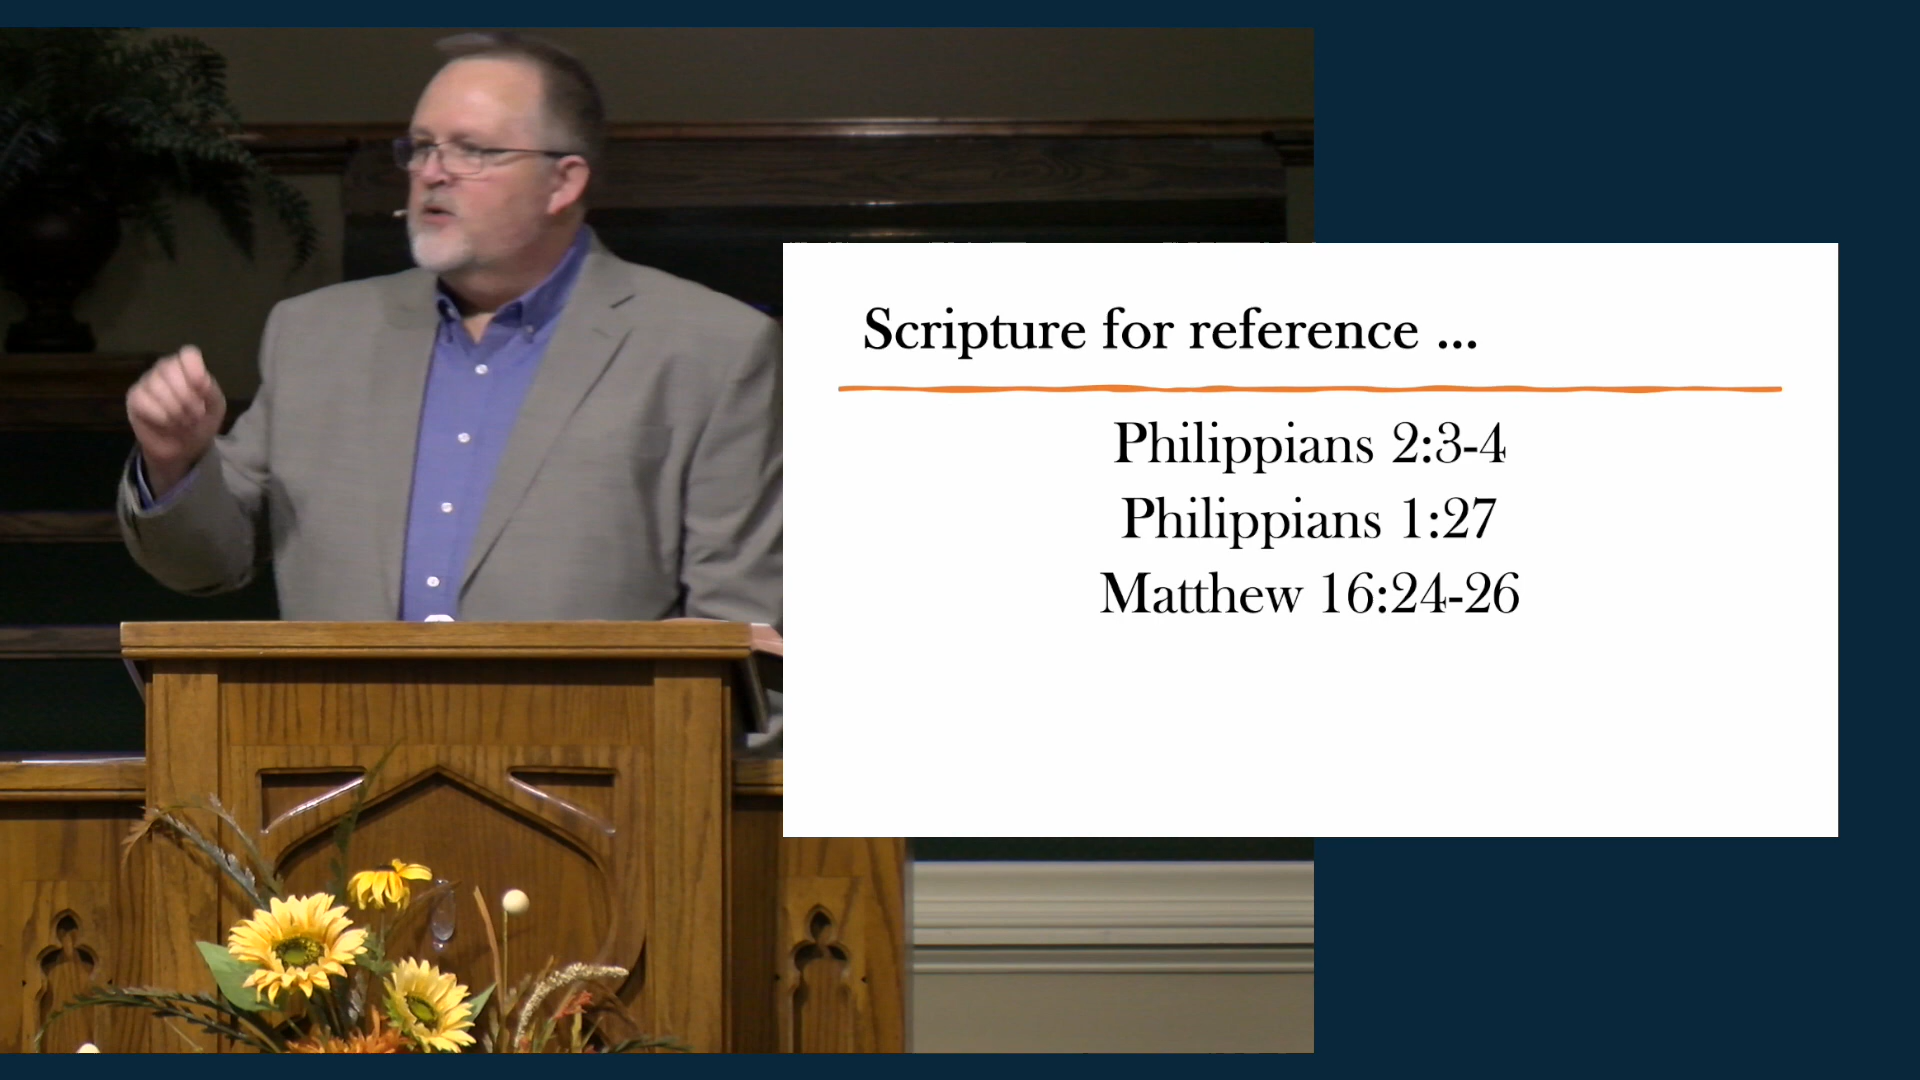 Scripture for reference ...
Philippians 2:3-4
Philippians 1:27
Matthew 16:24-26